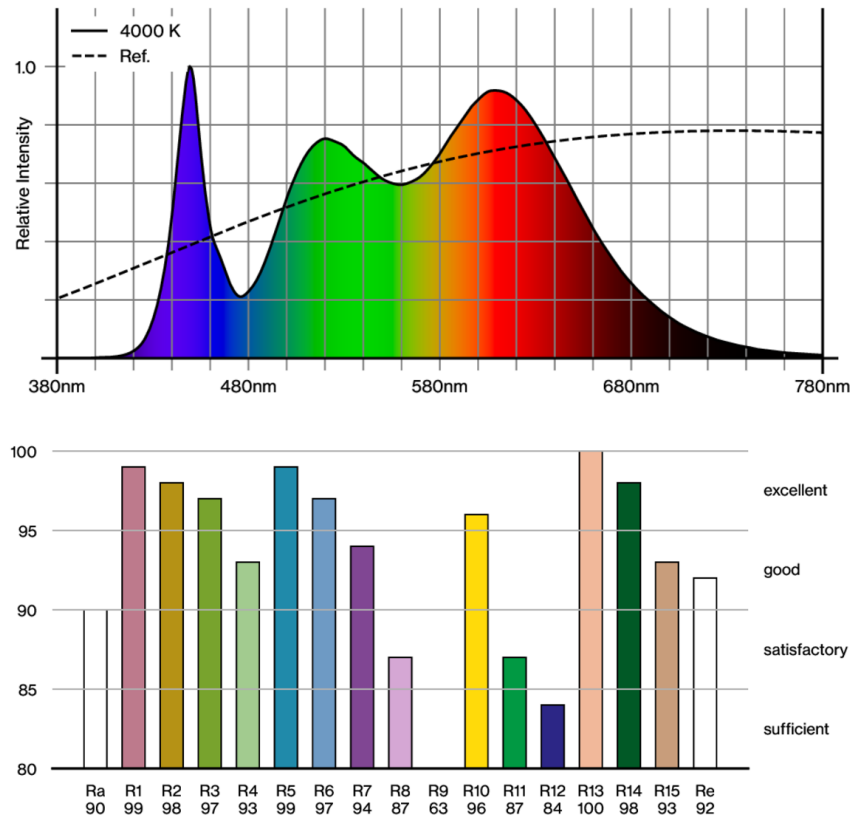 4000 K
Ref.
1.0
Relative Intensity
380nm 480nm 580nm 680nm 780nm
100
excellent
95
good
90
satisfactory
85
sufficient
80
Ra R1 R2 R3 R4 R5 R6 R7 R8 R9 R10 R11 R12 R13 R14 R15 Re
90 99 98 97 93 99 97 94 87 63 96 87 84 100 98 93 92